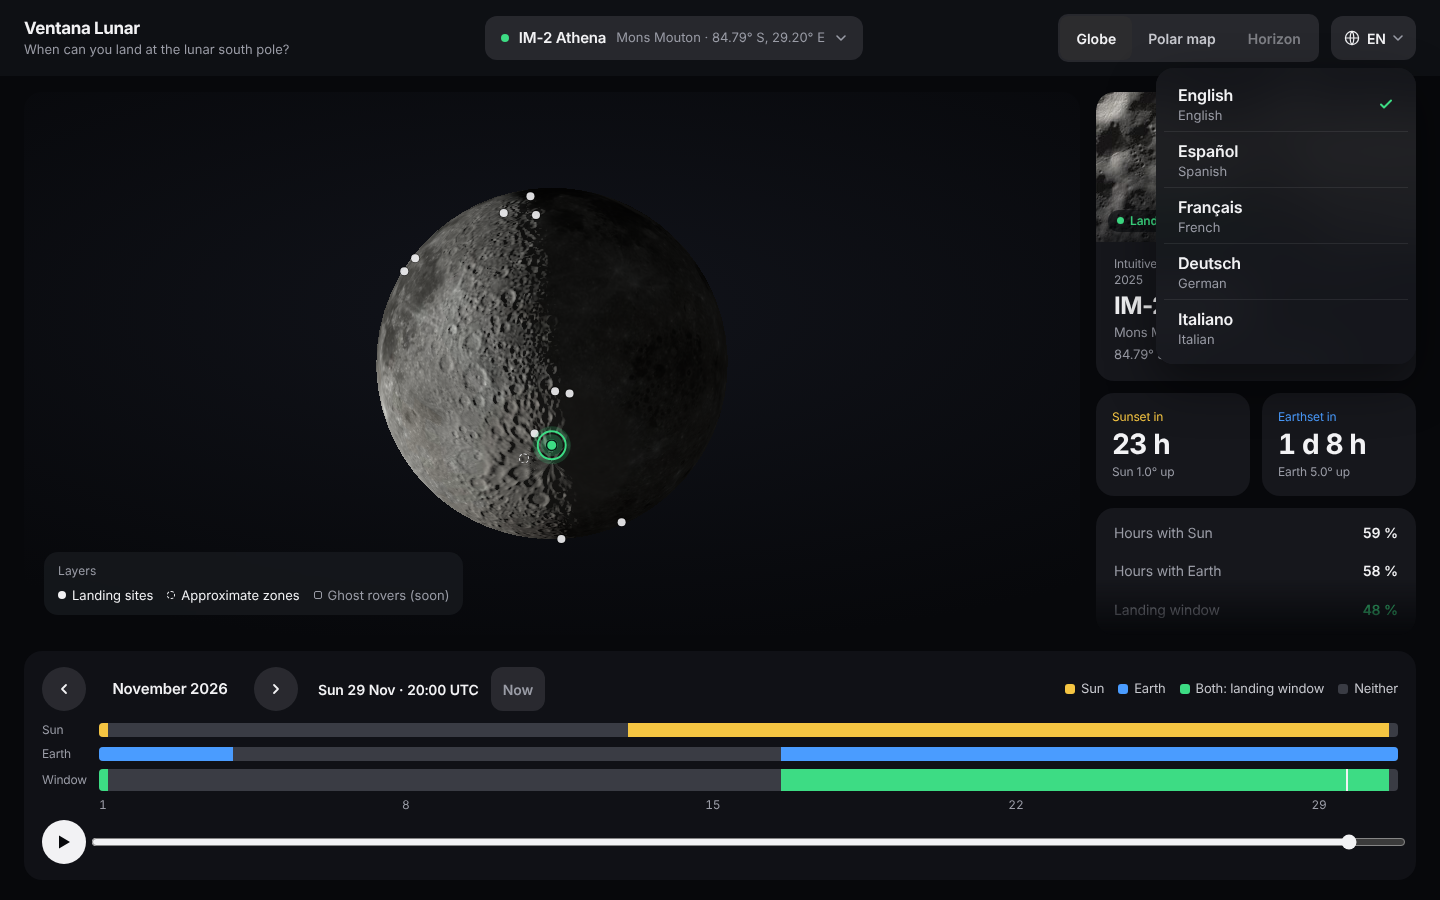 Ventana Lunar
When can you land at the lunar south pole?
IM-2 Athena Mons Mouton · 84.79° S, 29.20° E
Globe Polar map Horizon
EN
English
English
Español
Spanish
Français
French
Deutsch
German
Italiano
Italian
Land
Intuitive
2025
IM-2
Mons M
84.79° S
Sunset in
23 h
Sun 1.0° up
Earthset in
1 d 8 h
Earth 5.0° up
Hours with Sun 59 %
Hours with Earth 58 %
Landing window 48 %
Layers
Landing sites Approximate zones Ghost rovers (soon)
November 2026 Sun 29 Nov · 20:00 UTC Now
Sun Earth Both: landing window Neither
Sun
Earth
Window
1 8 15 22 29